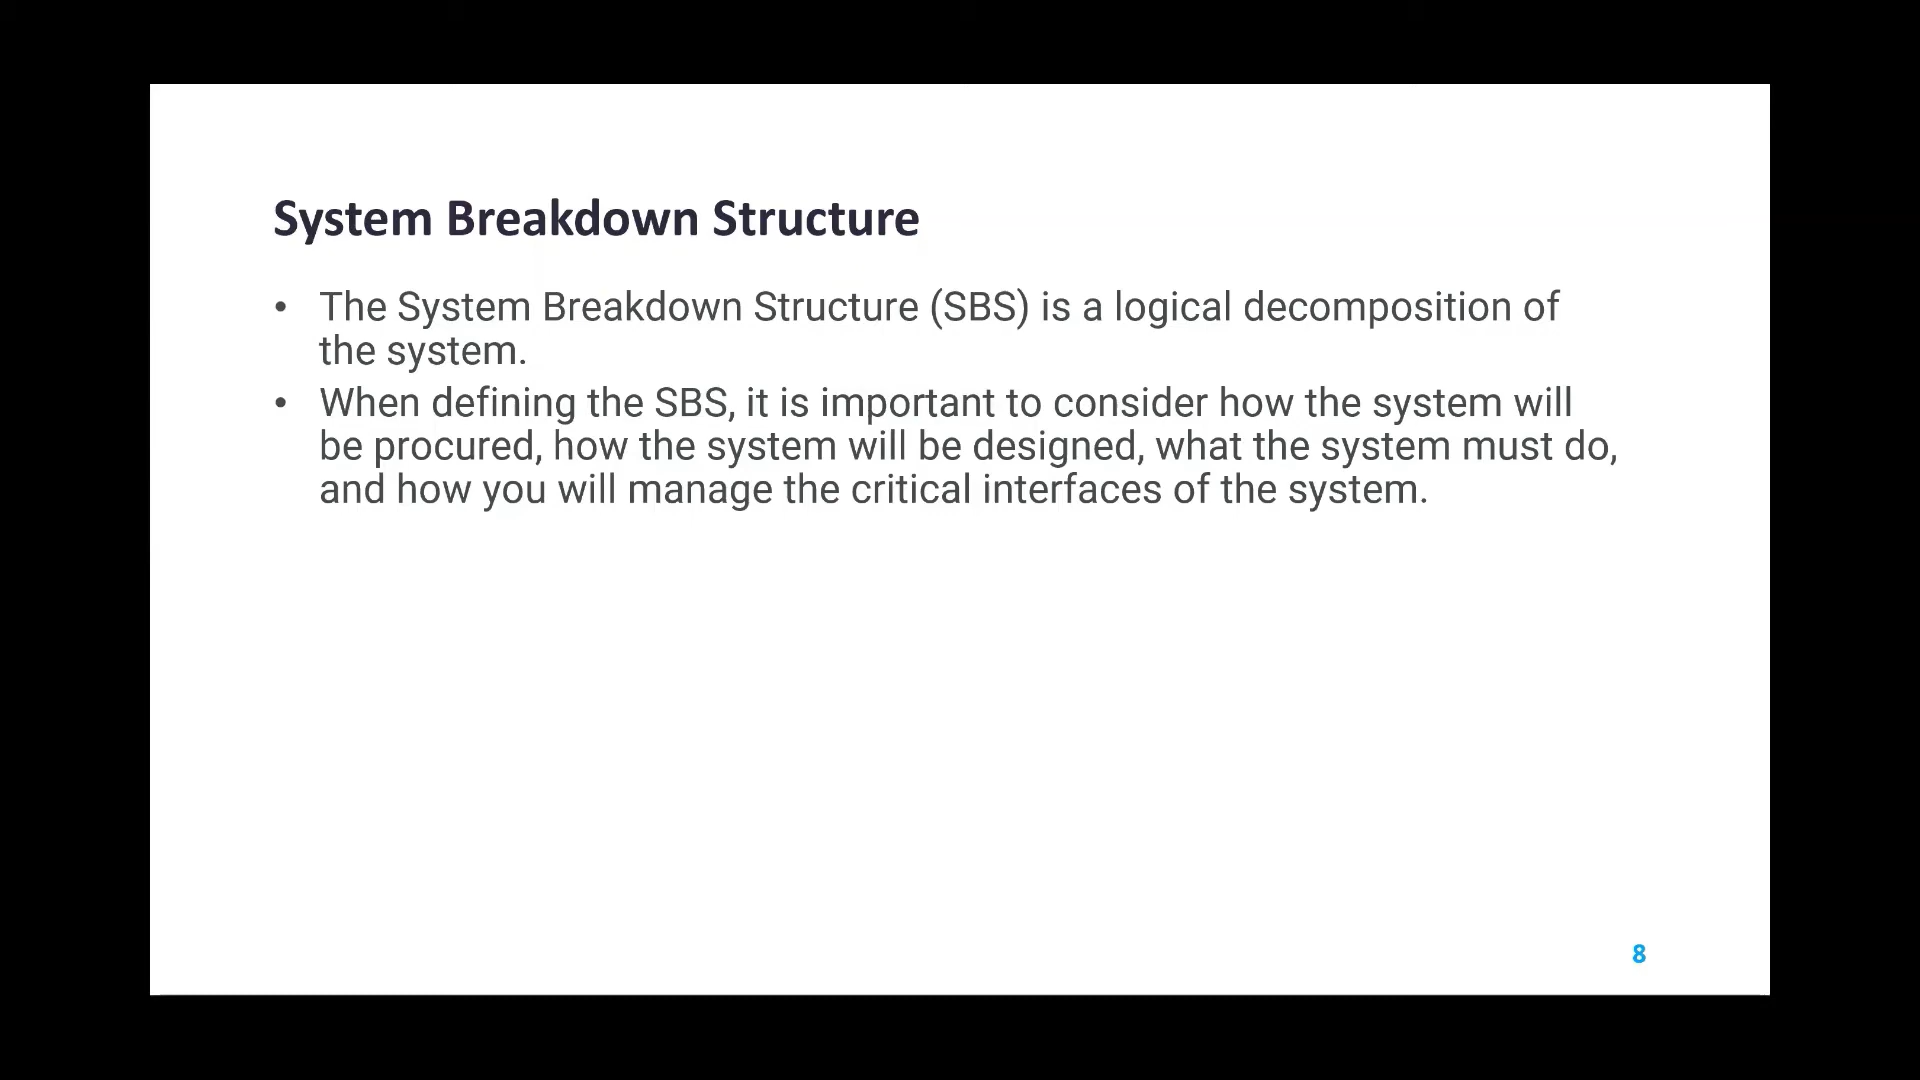 System Breakdown Structure
• The System Breakdown Structure (SBS) is a logical decomposition of
the system.
• When defining the SBS, it is important to consider how the system will
be procured, how the system will be designed, what the system must do,
and how you will manage the critical interfaces of the system.
8